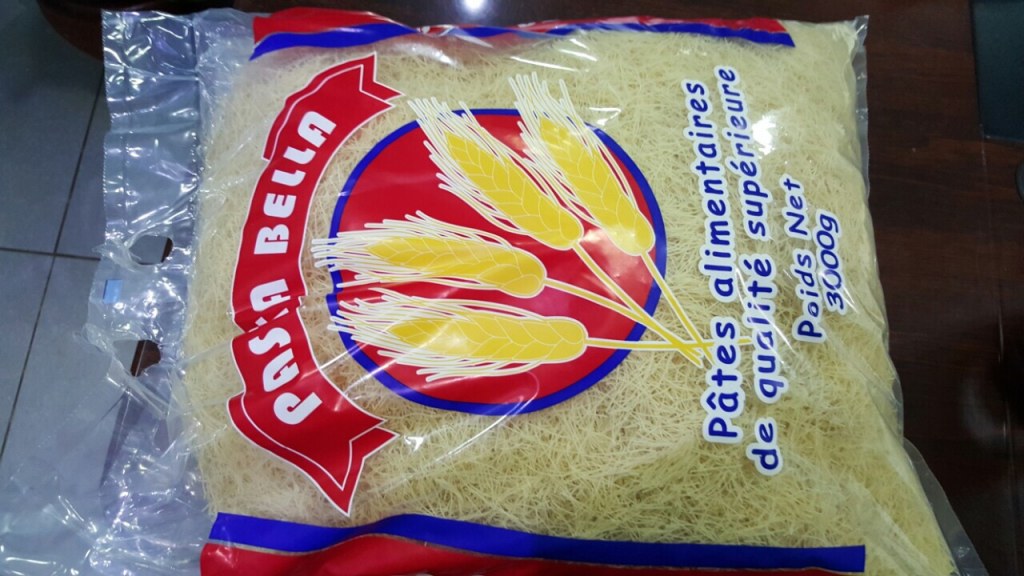 PASTA BELLA
Pâtes alimentaires
de qualité supérieure
Poids Net
3000g